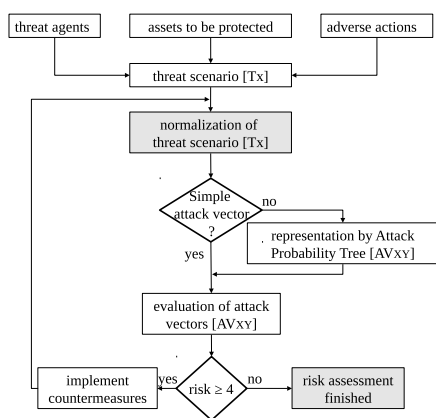 threat agents
assets to be protected
adverse actions
threat scenario [Tx]
normalization of
threat scenario [Tx]
Simple
attack vector
?
no
yes
representation by Attack
Probability Tree [AVXY]
evaluation of attack
vectors [AVXY]
risk ≥ 4
yes
no
implement
countermeasures
risk assessment
finished